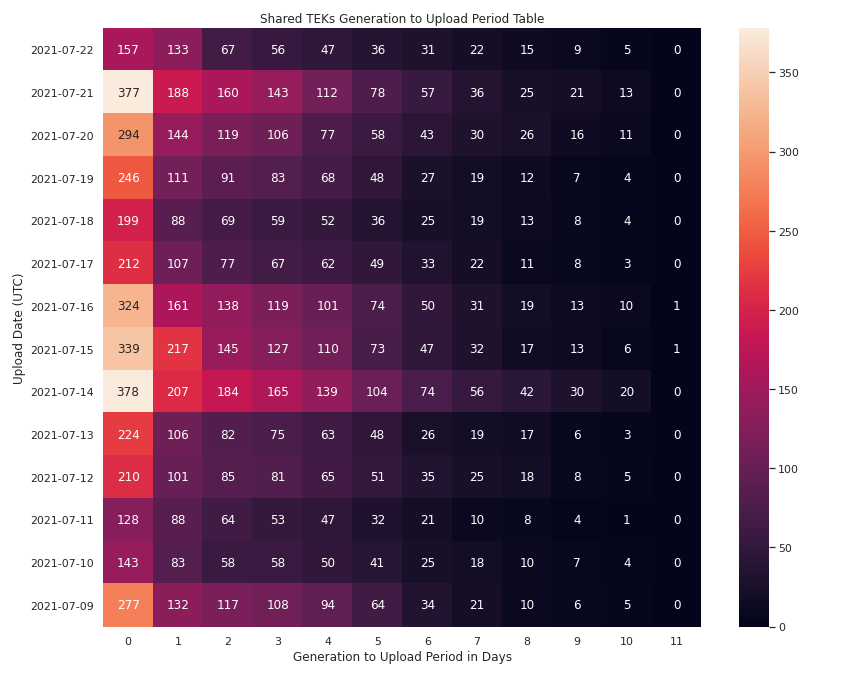 Shared TEKs Generation to Upload Period Table
Upload Date (UTC)
2021-07-22 157 133 67 56 47 36 31 22 15 9 5 0
2021-07-21 377 188 160 143 112 78 57 36 25 21 13 0
2021-07-20 294 144 119 106 77 58 43 30 26 16 11 0
2021-07-19 246 111 91 83 68 48 27 19 12 7 4 0
2021-07-18 199 88 69 59 52 36 25 19 13 8 4 0
2021-07-17 212 107 77 67 62 49 33 22 11 8 3 0
2021-07-16 324 161 138 119 101 74 50 31 19 13 10 1
2021-07-15 339 217 145 127 110 73 47 32 17 13 6 1
2021-07-14 378 207 184 165 139 104 74 56 42 30 20 0
2021-07-13 224 106 82 75 63 48 26 19 17 6 3 0
2021-07-12 210 101 85 81 65 51 35 25 18 8 5 0
2021-07-11 128 88 64 53 47 32 21 10 8 4 1 0
2021-07-10 143 83 58 58 50 41 25 18 10 7 4 0
2021-07-09 277 132 117 108 94 64 34 21 10 6 5 0
0 1 2 3 4 5 6 7 8 9 10 11
Generation to Upload Period in Days
350
300
250
200
150
100
50
0